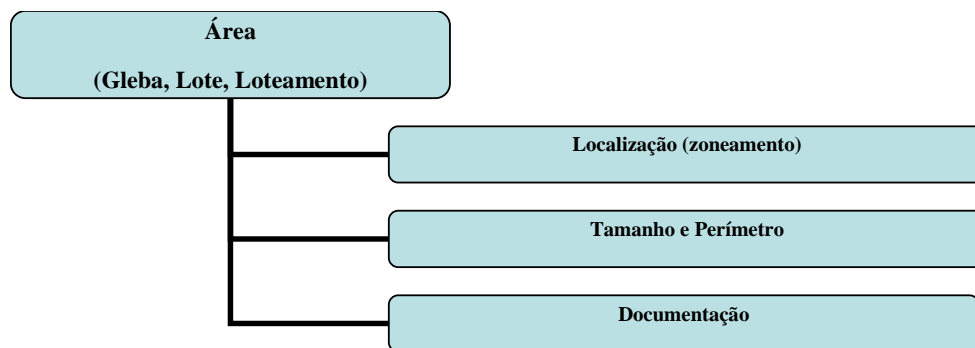 Área
(Gleba, Lote, Loteamento)
Localização (zoneamento)
Tamanho e Perímetro
Documentação